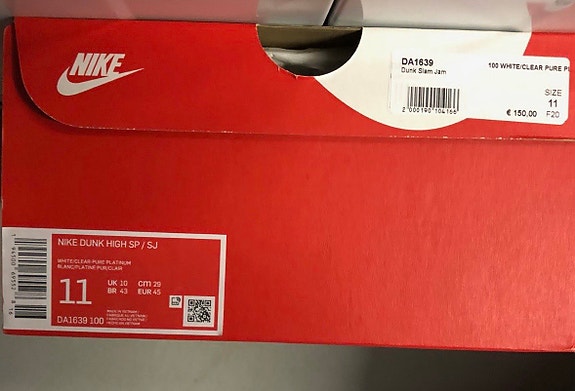 NIKE
DA1639
Dunk Slam Jam
100 WHITE/CLEAR PURE PL
SIZE
11
2000190104166
€ 150,00 F20
NIKE DUNK HIGH SP / SJ
WHITE/CLEAR-PURE PLATINUM
BLANC/PLATINE PUR/CLAIR
11
UK 10 CM 29
BR 43 EUR 45
DA1639 100
MADE IN VIETNAM